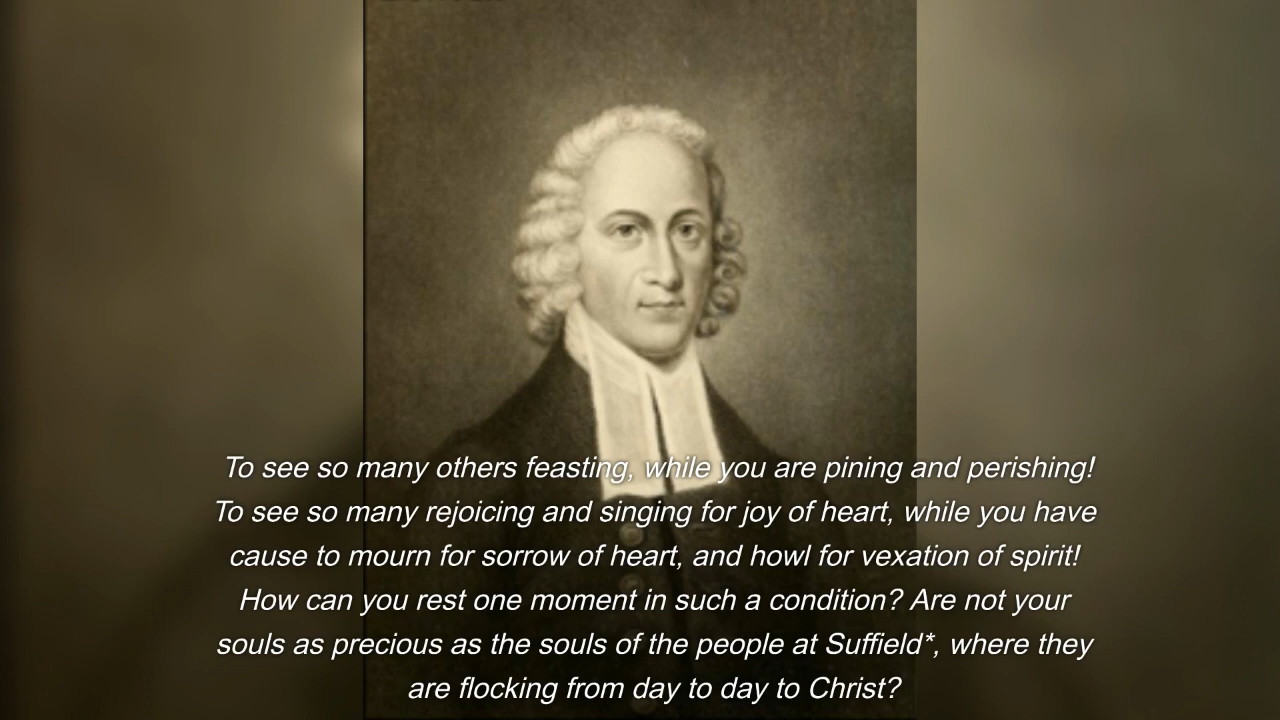 To see so many others feasting, while you are pining and perishing!
To see so many rejoicing and singing for joy of heart, while you have
cause to mourn for sorrow of heart, and howl for vexation of spirit!
How can you rest one moment in such a condition? Are not your
souls as precious as the souls of the people at Suffield*, where they
are flocking from day to day to Christ?